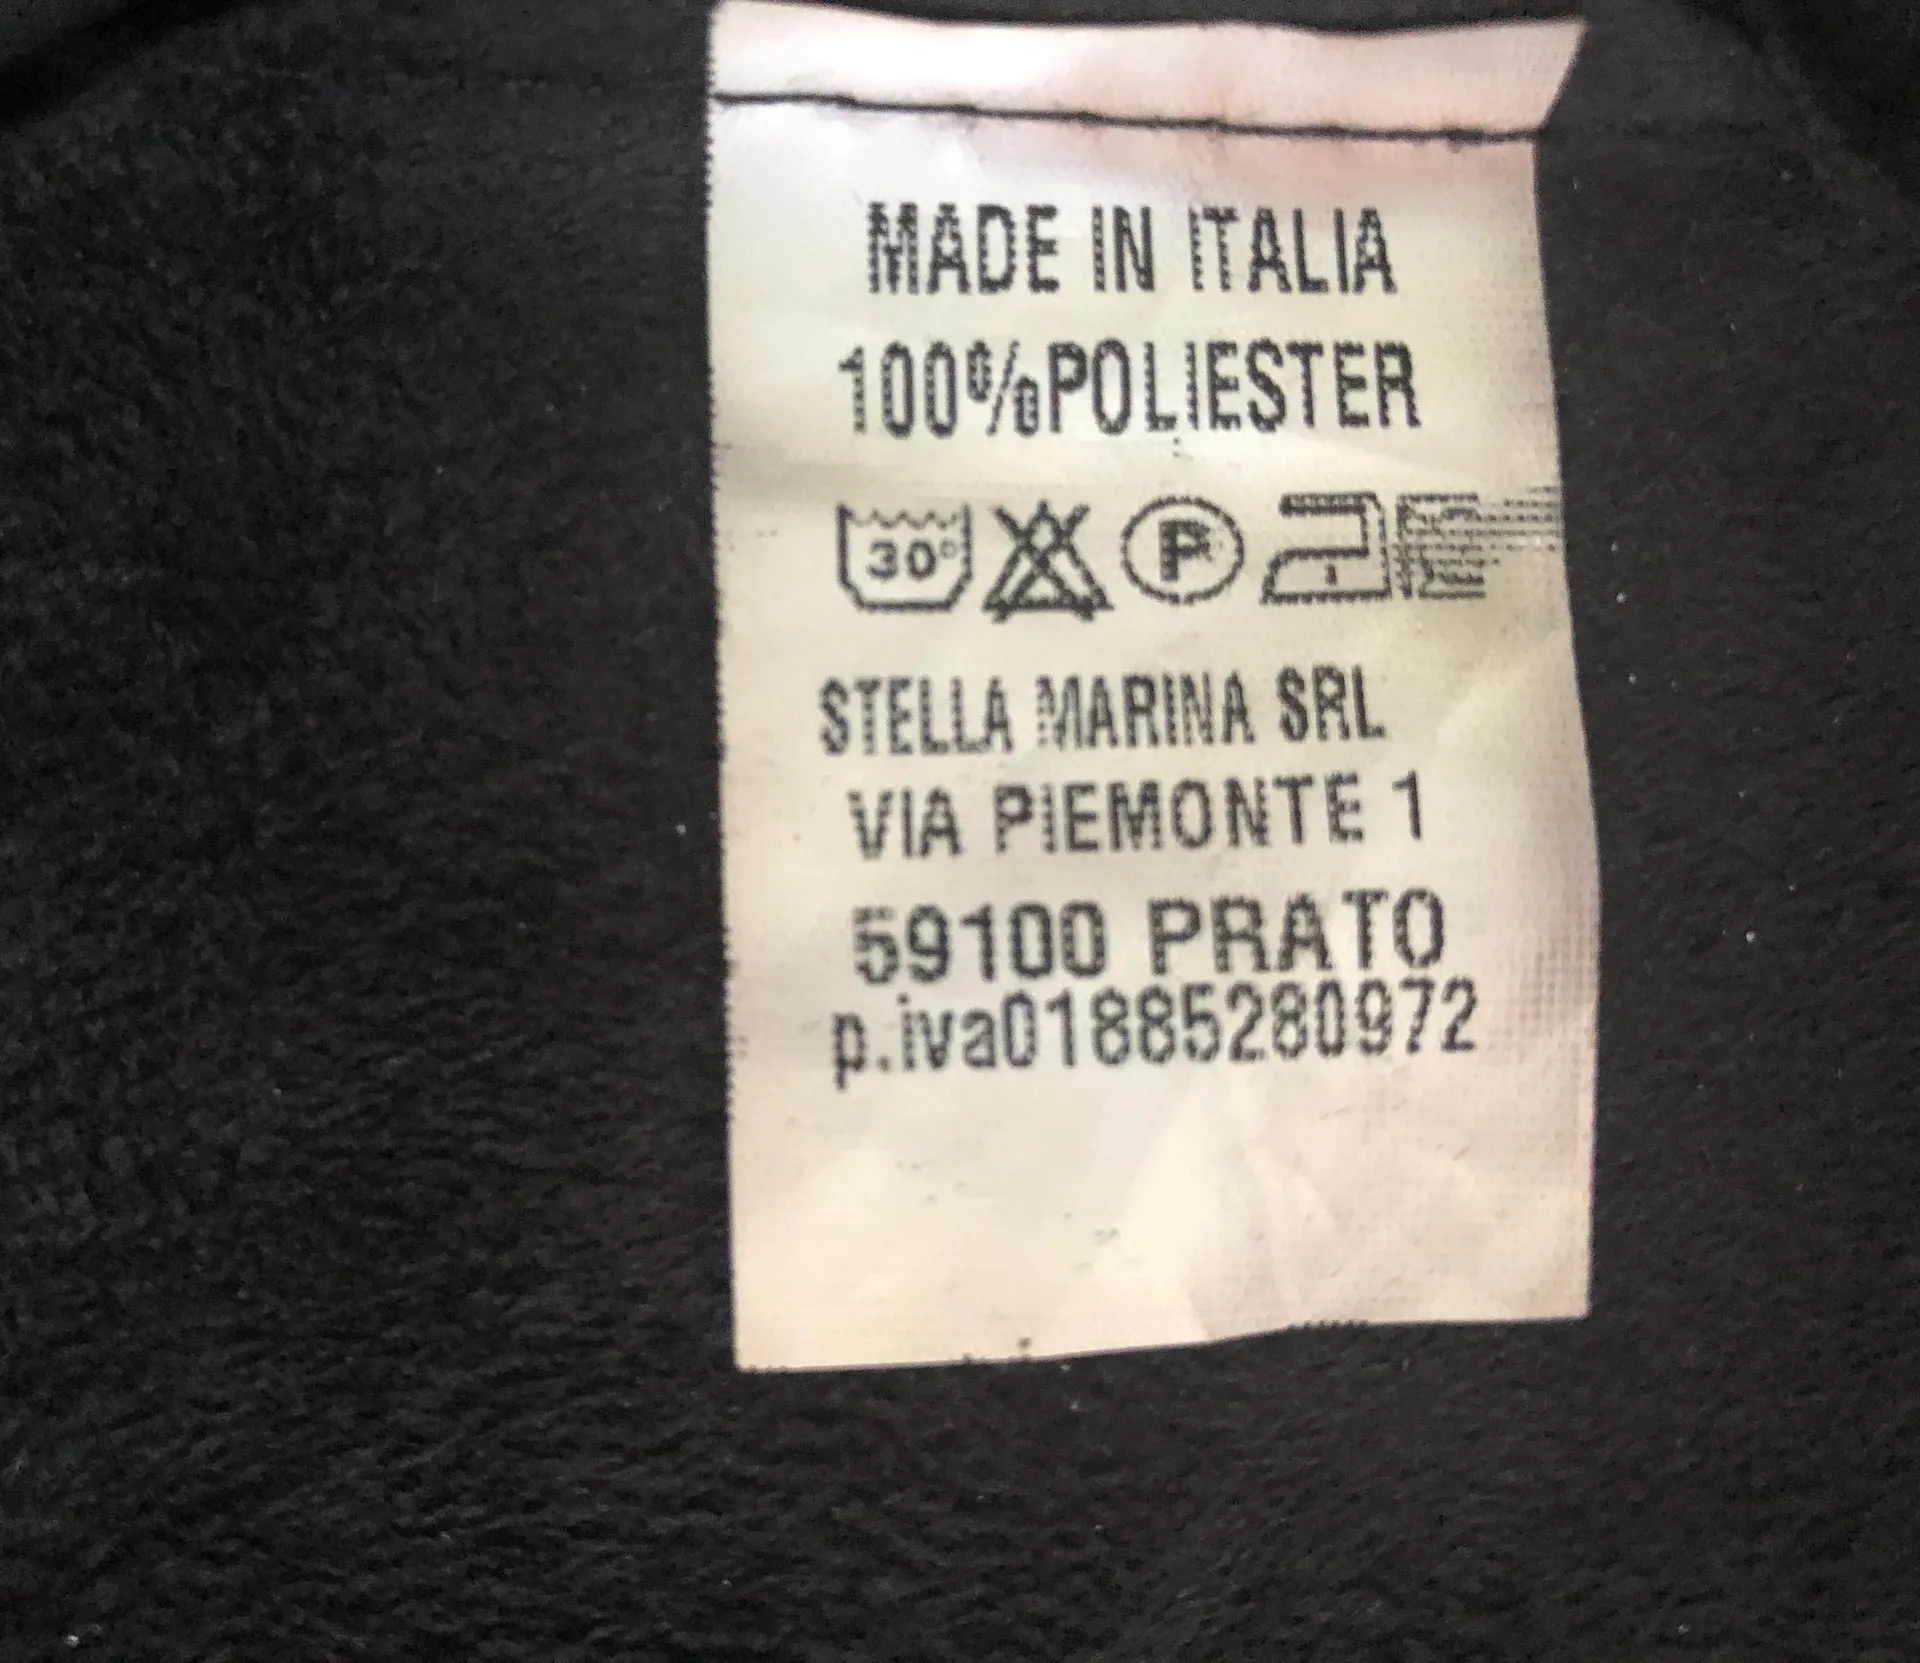 MADE IN ITALIA
100%POLIESTER
30° P
STELLA MARINA SRL
VIA PIEMONTE 1
59100 PRATO
p.iva01885280972